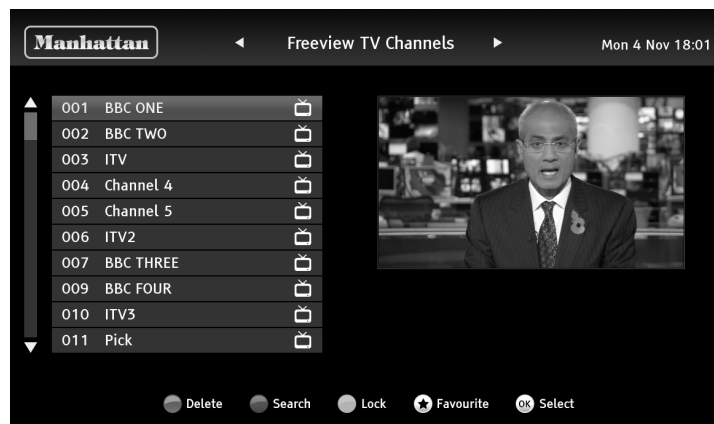 Manhattan
Freeview TV Channels
Mon 4 Nov 18:01
001 BBC ONE
002 BBC TWO
003 ITV
004 Channel 4
005 Channel 5
006 ITV2
007 BBC THREE
009 BBC FOUR
010 ITV3
011 Pick
Delete Search Lock Favourite OK Select